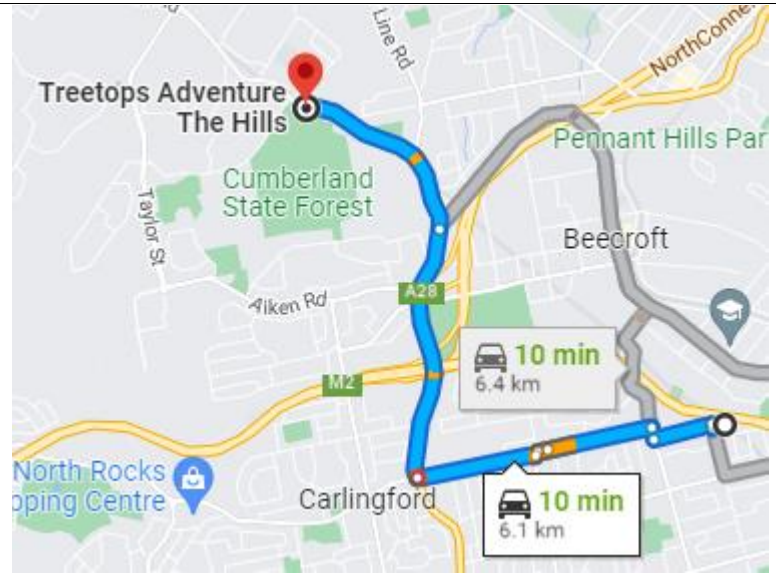 Line Rd
NorthConne
Treetops Adventure
The Hills
Pennant Hills Par
Cumberland
State Forest
Taylor St
Beecroft
Aiken Rd
A28
10 min
6.4 km
M2
North Rocks
pping Centre
Carlingford
10 min
6.1 km